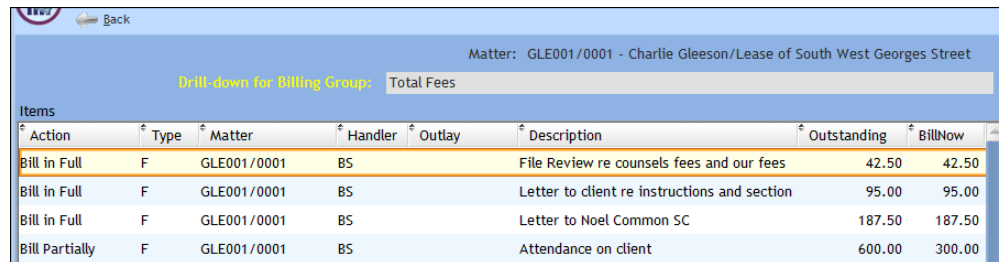 Back
Matter: GLE001/0001 - Charlie Gleeson/Lease of South West Georges Street
Drill-down for Billing Group: Total Fees
Items
Action Type Matter Handler Outlay Description Outstanding BillNow
Bill in Full F GLE001/0001 BS File Review re counsels fees and our fees 42.50 42.50
Bill in Full F GLE001/0001 BS Letter to client re instructions and section 95.00 95.00
Bill in Full F GLE001/0001 BS Letter to Noel Common SC 187.50 187.50
Bill Partially F GLE001/0001 BS Attendance on client 600.00 300.00